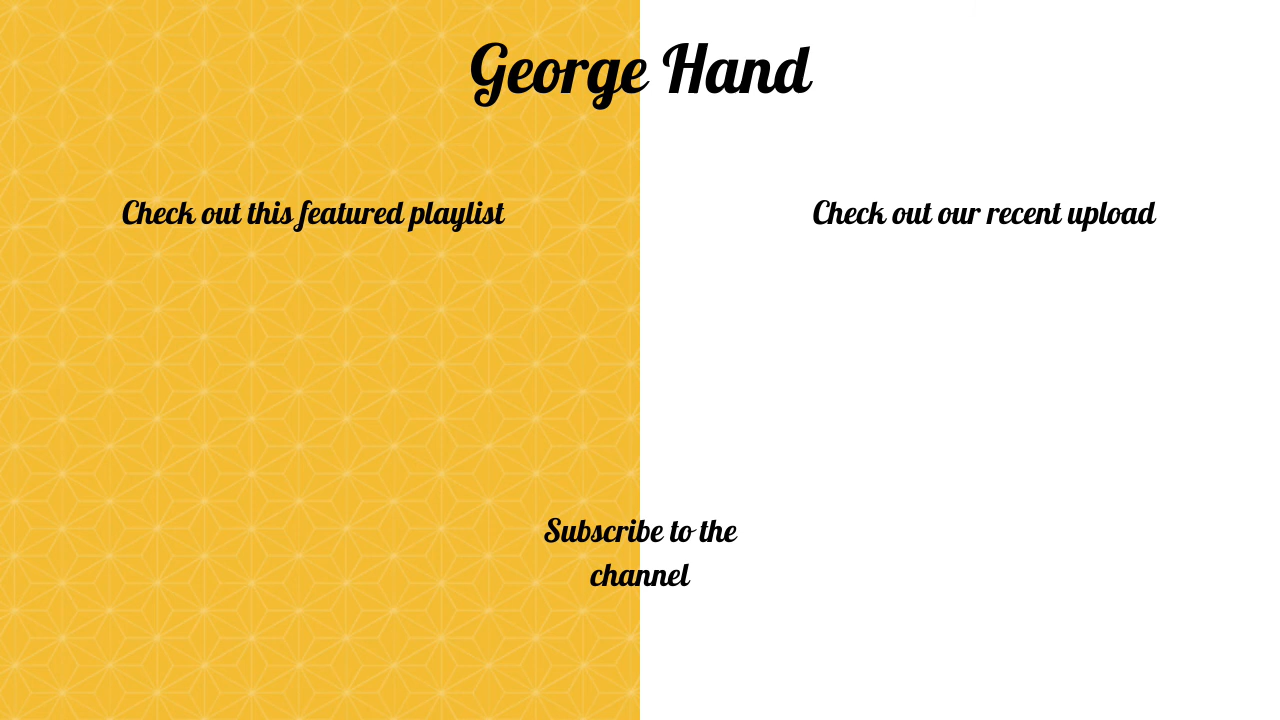 George Hand
Check out this featured playlist
Check out our recent upload
Subscribe to the
channel